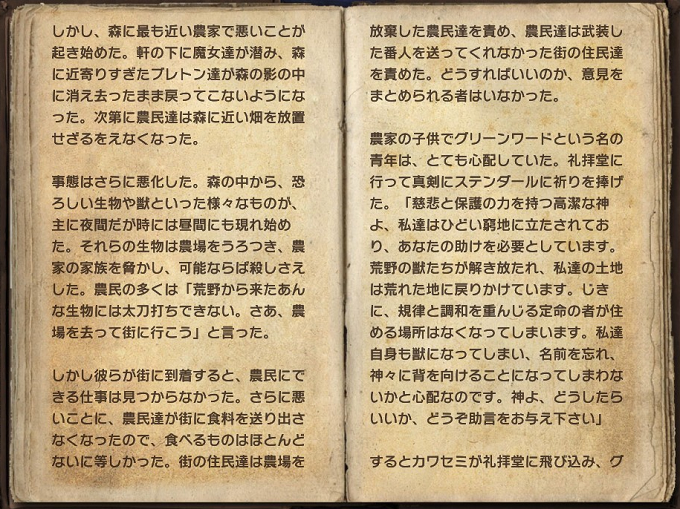 しかし、森に最も近い農家で悪いことが
起き始めた。軒の下に魔女達が潜み、森
に近寄りすぎたブレトン達が森の影の中
に消え去ったまま戻ってこないようにな
った。次第に農民達は森に近い畑を放置
せざるをえなくなった。
事態はさらに悪化した。森の中から、恐
ろしい生物や獣といった様々なものが、
主に夜間だが時には昼間にも現れ始め
た。それらの生物は農場をうろつき、農
家の家族を脅かし、可能ならば殺しさえ
した。農民の多くは「荒野から来たあん
な生物には太刀打ちできない。さあ、農
場を去って街に行こう」と言った。
しかし彼らが街に到着すると、農民にで
きる仕事は見つからなかった。さらに悪
いことに、農民達が街に食料を送り出さ
なくなったので、食べるものはほとんど
ないに等しかった。街の住民達は農場を
放棄した農民達を責め、農民達は武装し
た番人を送ってくれなかった街の住民達
を責めた。どうすればいいのか、意見を
まとめられる者はいなかった。
農家の子供でグリーンワードという名の
青年は、とても心配していた。礼拝堂に
行って真剣にステンダールに祈りを捧げ
た。「慈悲と保護の力を持つ高潔な神
よ、私達はひどい窮地に立たされてお
り、あなたの助けを必要としています。
荒野の獣たちが解き放たれ、私達の土地
は荒れた地に戻りかけています。じき
に、規律と調和を重んじる定命の者が住
める場所はなくなってしまいます。私達
自身も獣になってしまい、名前を忘れ、
神々に背を向けることになってしまわな
いかと心配なのです。神よ、どうしたら
いいか、どうぞ助言をお与え下さい」
するとカワセミが礼拝堂に飛び込み、グ